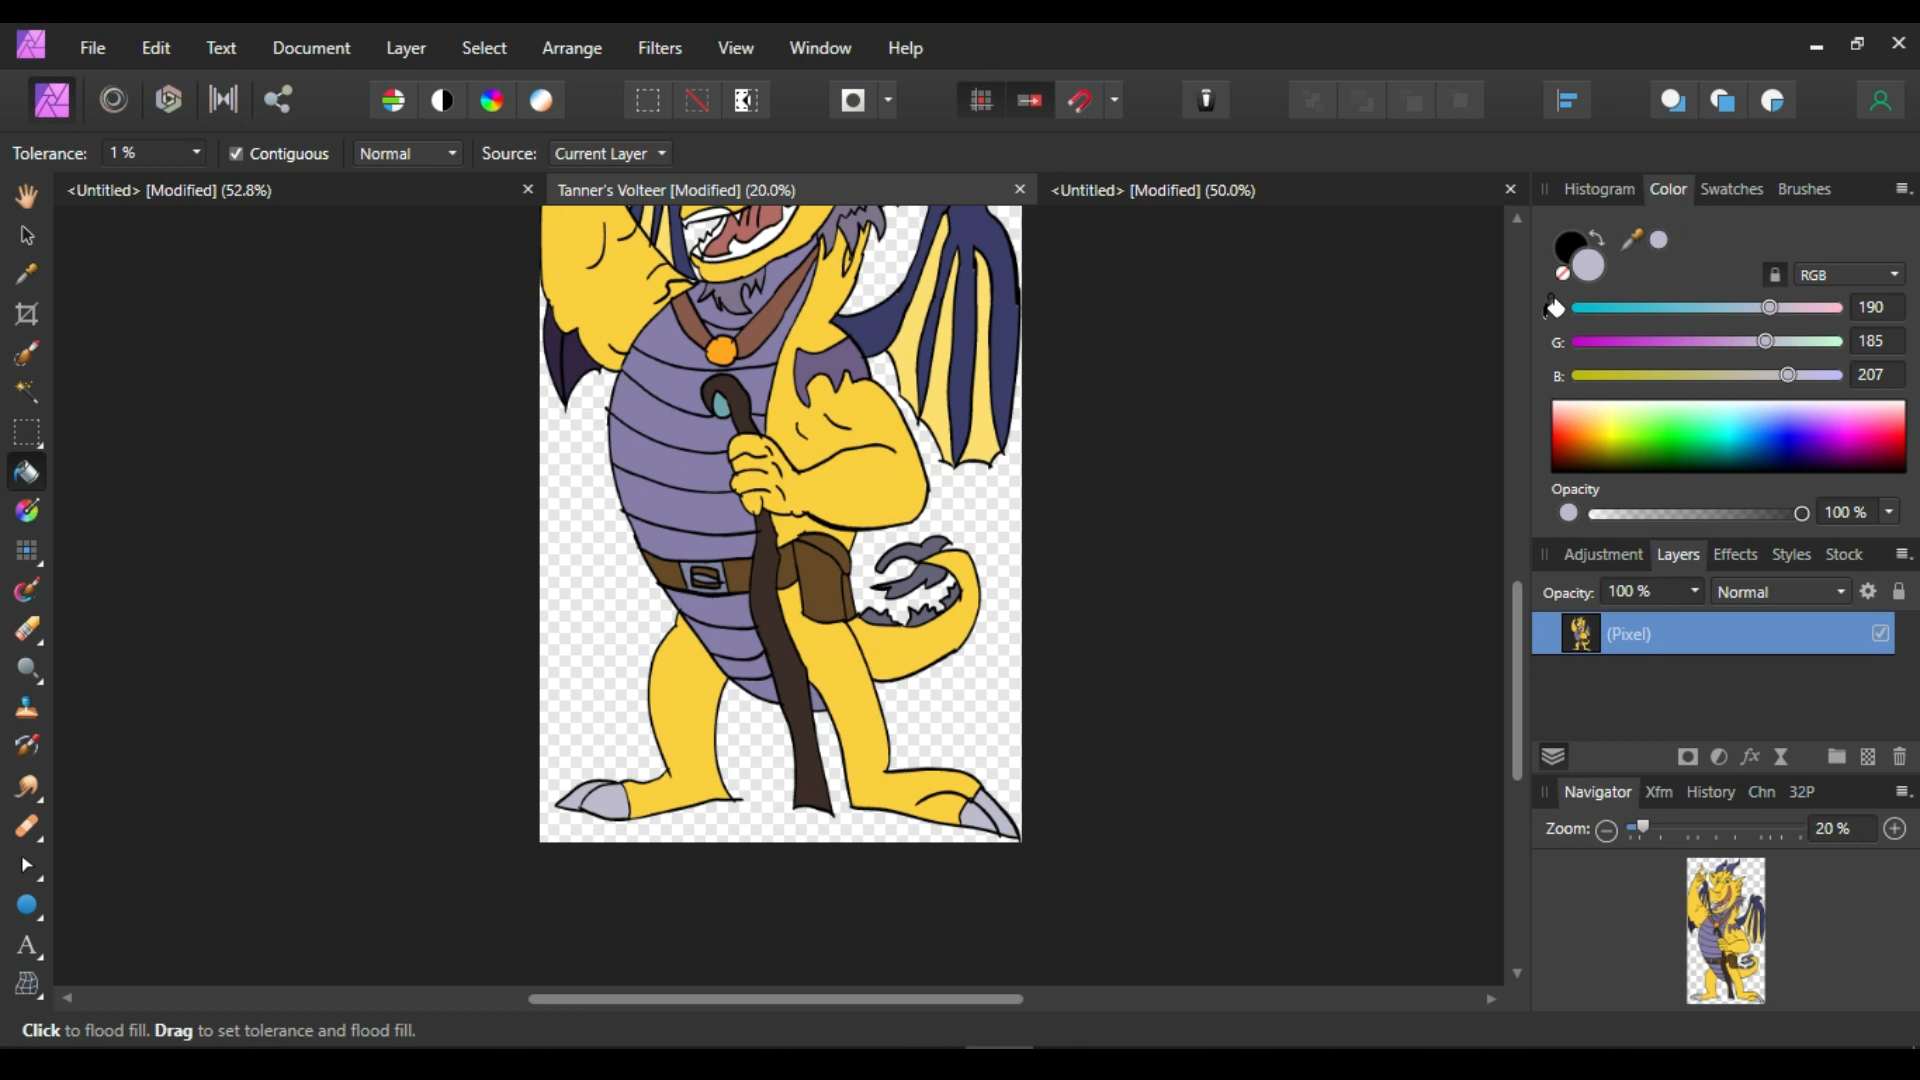 File Edit Text Document Layer Select Arrange Filters View Window Help
Tolerance: 1 % Contiguous Normal Source: Current Layer
<Untitled> [Modified] (52.8%) Tanner's Volteer [Modified] (20.0%) <Untitled> [Modified] (50.0%)
Histogram Color Swatches Brushes
RGB
190
G: 185
B: 207
Opacity
100 %
Adjustment Layers Effects Styles Stock
Opacity: 100 % Normal
(Pixel)
fx
Navigator Xfm History Chn 32P
Zoom: 20 %
A
Click to flood fill. Drag to set tolerance and flood fill.